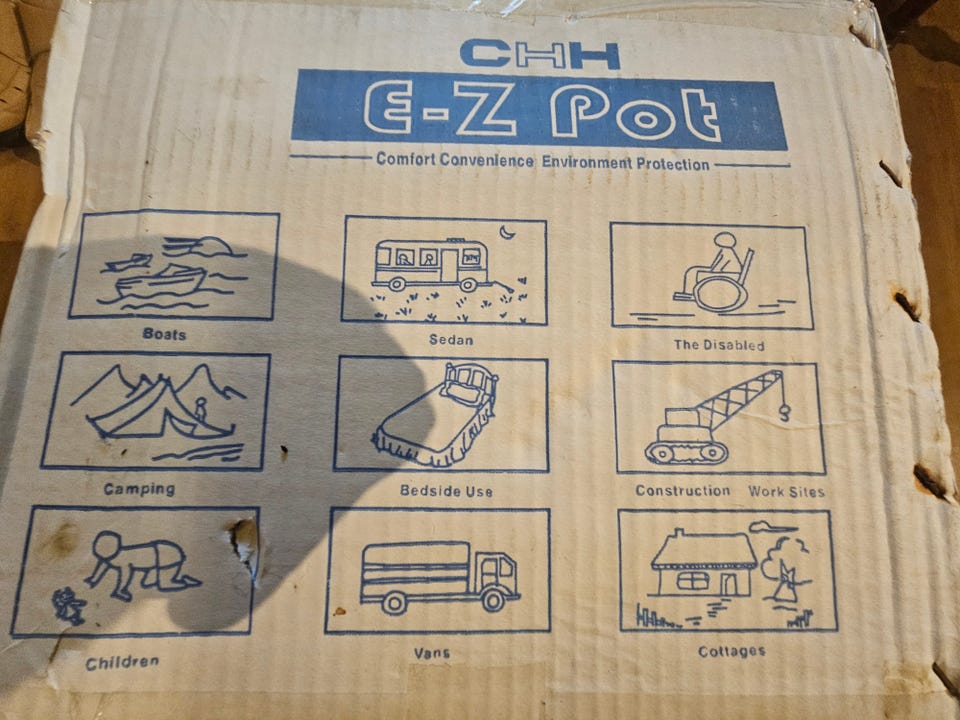 CHH
E-Z Pot
Comfort Convenience Environment Protection
Boats
Sedan
The Disabled
Camping
Bedside Use
Construction Work Sites
Children
Vans
Cottages